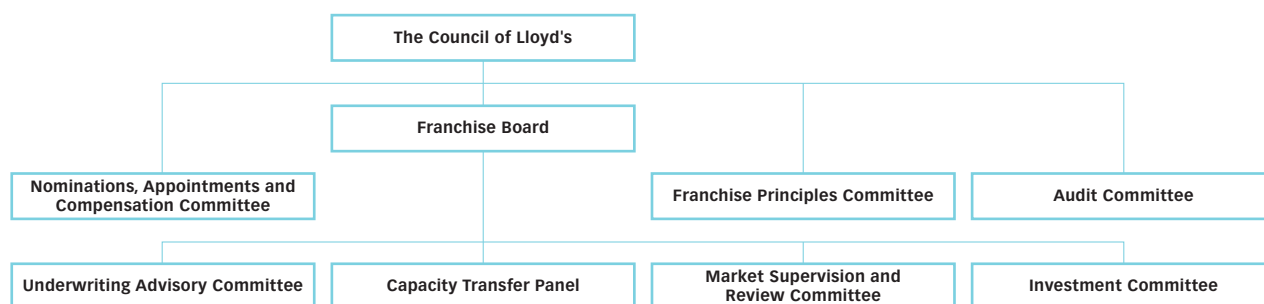 The Council of Lloyd's
Franchise Board
Nominations, Appointments and
Compensation Committee
Franchise Principles Committee
Audit Committee
Underwriting Advisory Committee
Capacity Transfer Panel
Market Supervision and
Review Committee
Investment Committee